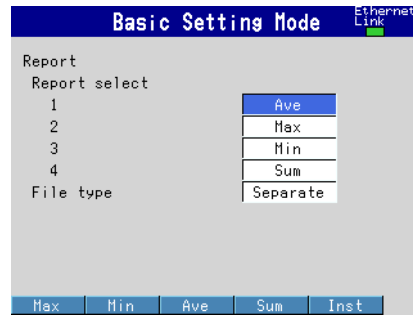 Basic Setting Mode
Ethernet
Link
Report
Report select
1 Ave
2 Max
3 Min
4 Sum
File type Separate
Max Min Ave Sum Inst